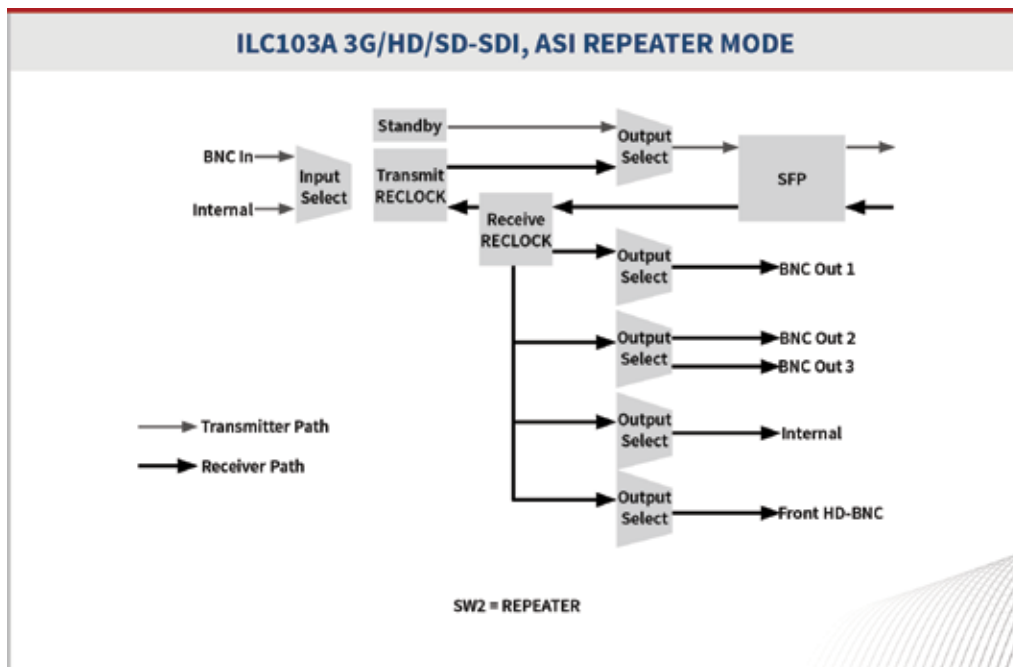 ILC103A 3G/HD/SD-SDI, ASI REPEATER MODE
Standby
Output
Select
BNC In
Input
Select
Transmit
RECLOCK
SFP
Internal
Receive
RECLOCK
Output
Select
BNC Out 1
Output
Select
BNC Out 2
BNC Out 3
Output
Select
Internal
Transmitter Path
Receiver Path
Output
Select
Front HD-BNC
SW2 = REPEATER